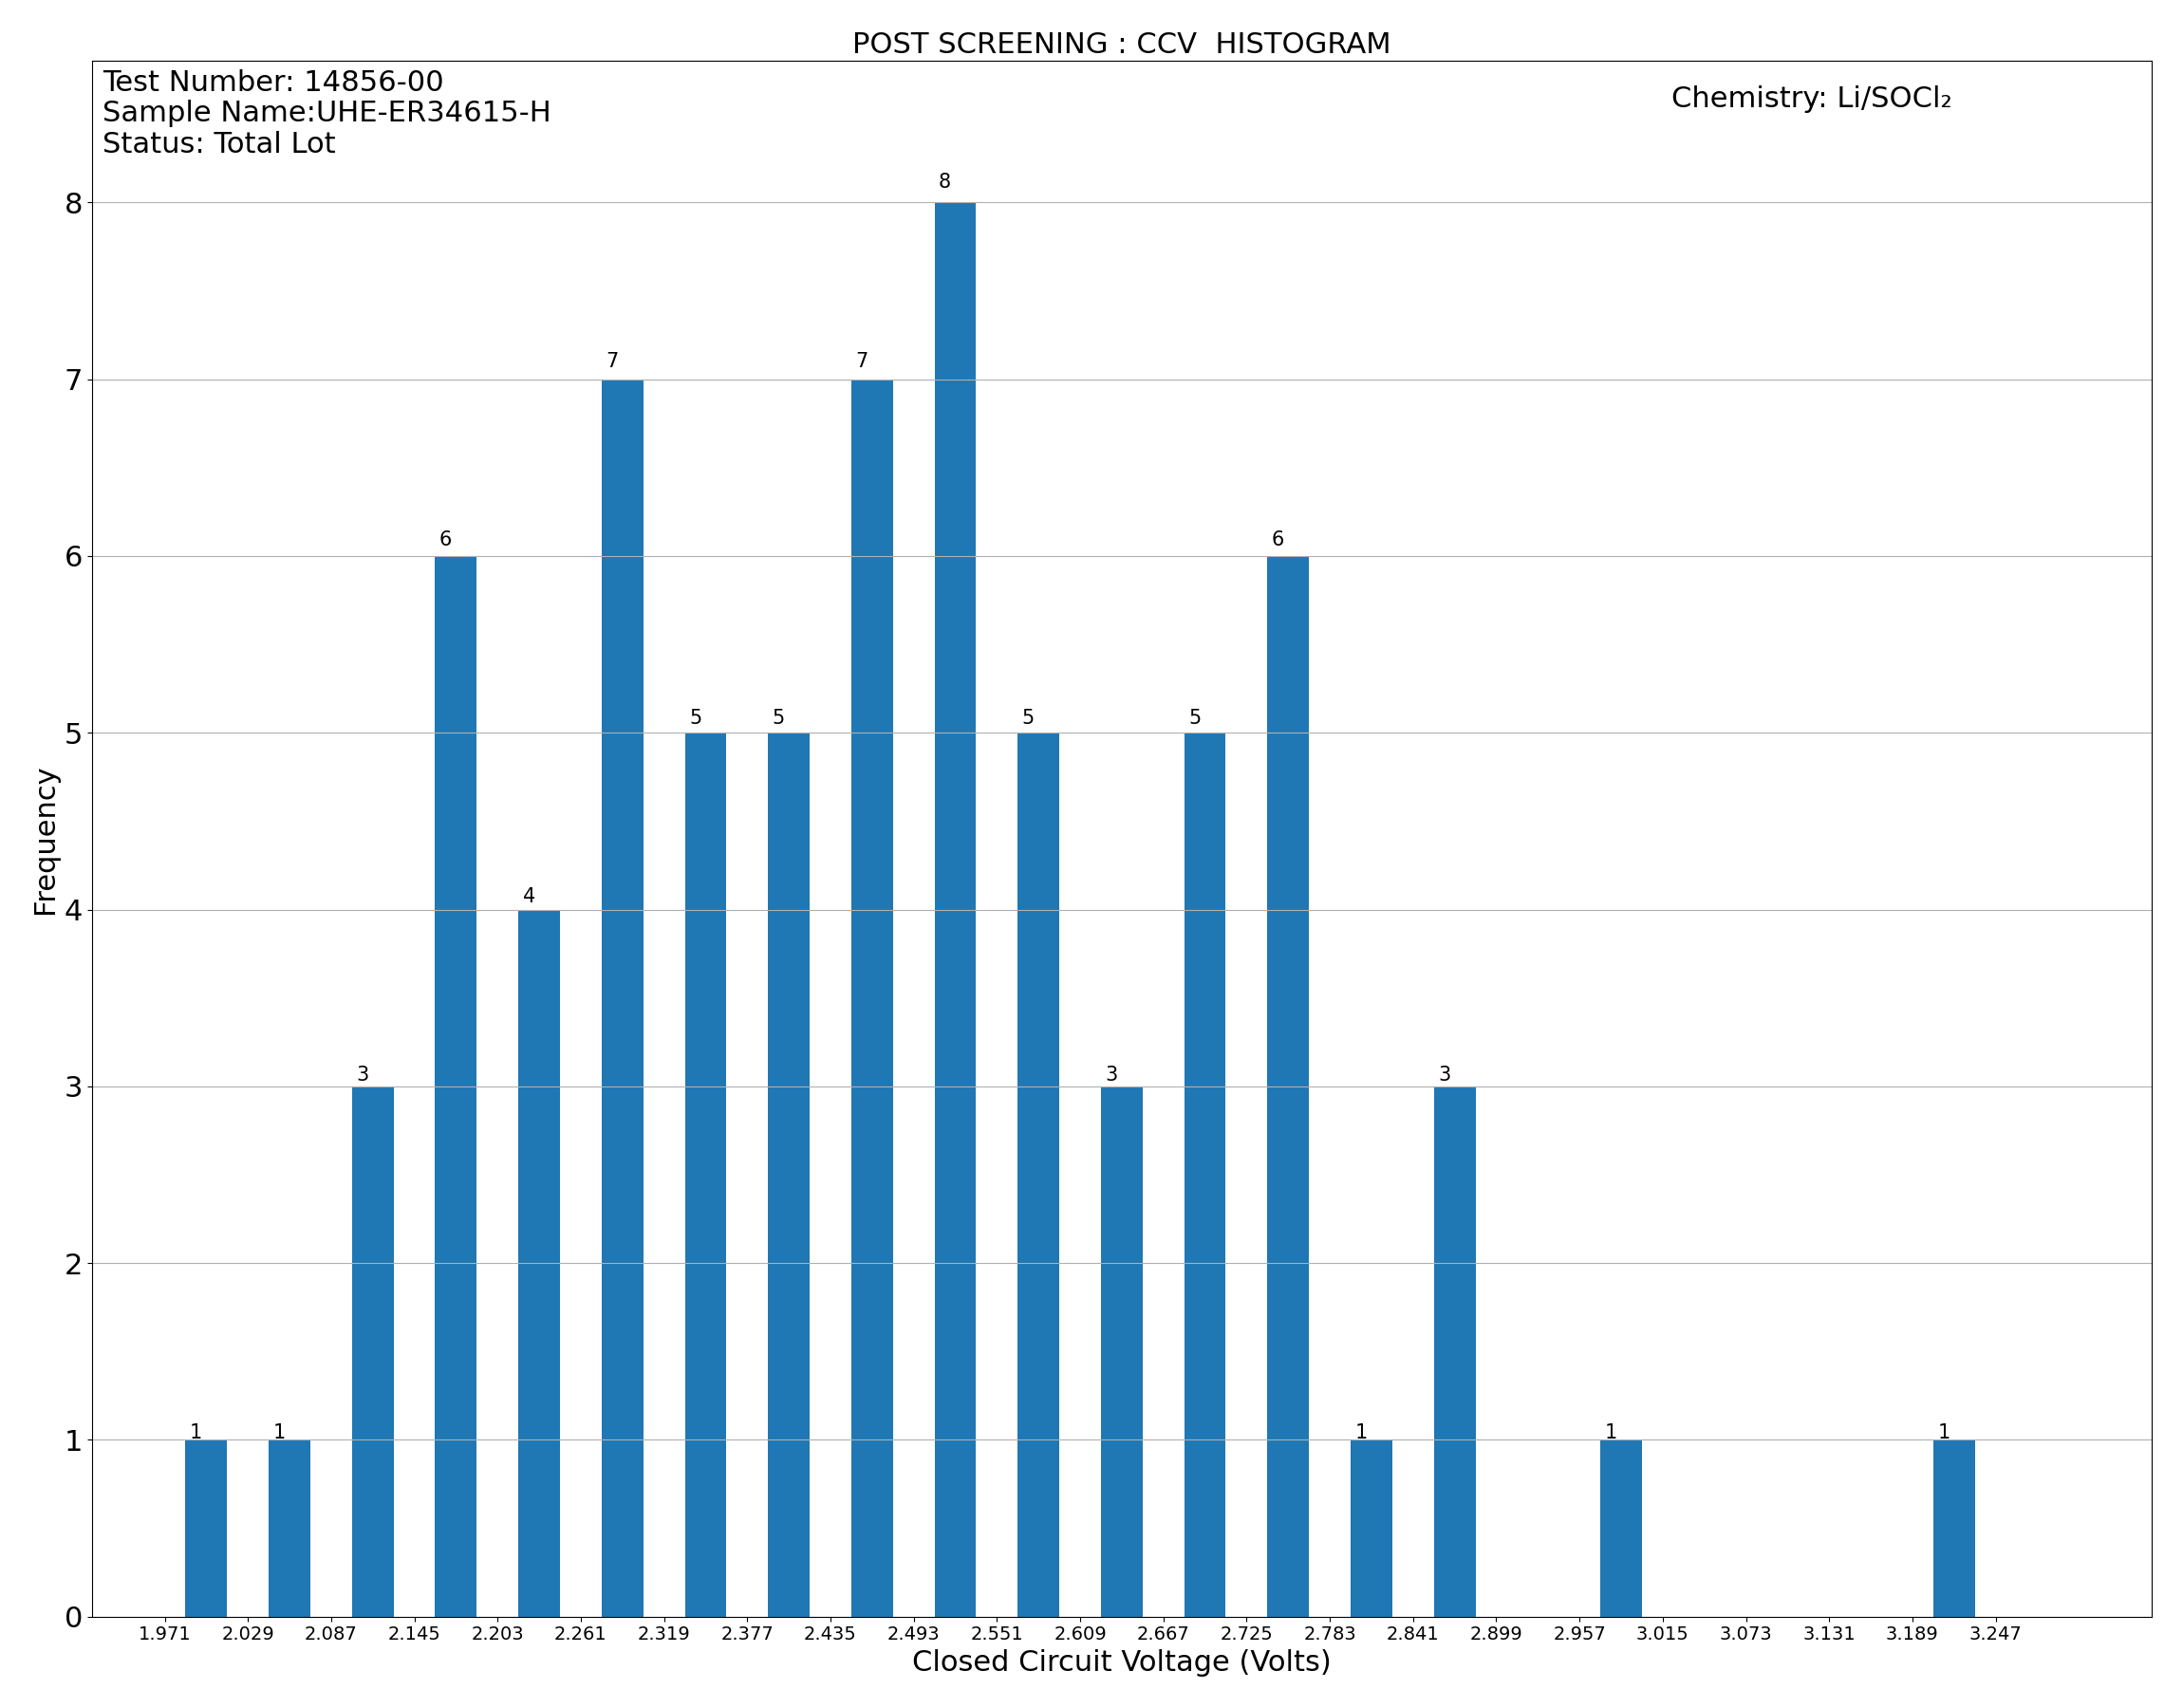 POST SCREENING : CCV  HISTOGRAM
Test Number: 14856-00
Sample Name:UHE-ER34615-H
Status: Total Lot
Chemistry: Li/SOCl₂
8
7
6
5
4
3
2
1
0
Frequency
1 1 3 6 4 7 5 5 7 8 5 3 5 6 1 3 1 1
1.971 2.029 2.087 2.145 2.203 2.261 2.319 2.377 2.435 2.493 2.551 2.609 2.667 2.725 2.783 2.841 2.899 2.957 3.015 3.073 3.131 3.189 3.247
Closed Circuit Voltage (Volts)